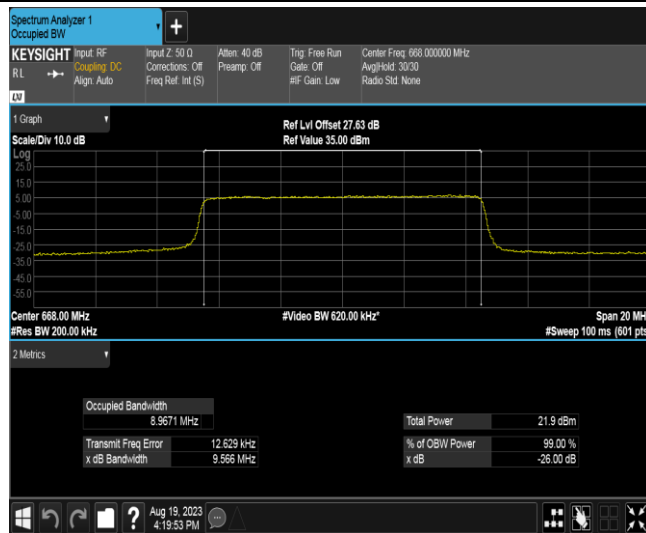 Spectrum Analyzer 1
Occupied BW
+
KEYSIGHT
RL
Input: RF
Coupling: DC
Align: Auto
Input Z: 50 Ω
Corrections: Off
Freq Ref: Int (S)
Atten: 40 dB
Preamp: Off
Trig: Free Run
Gate: Off
#IF Gain: Low
Center Freq: 668.000000 MHz
Avg|Hold: 30/30
Radio Std: None
1 Graph
Scale/Div 10.0 dB
Ref Lvl Offset 27.63 dB
Ref Value 35.00 dBm
Log
25.0
15.0
5.00
-5.00
-15.0
-25.0
-35.0
-45.0
-55.0
Center 668.00 MHz
#Res BW 200.00 kHz
#Video BW 620.00 kHz*
Span 20 MH
#Sweep 100 ms (601 pts
2 Metrics
Occupied Bandwidth
8.9671 MHz
Transmit Freq Error 12.629 kHz
x dB Bandwidth 9.566 MHz
Total Power 21.9 dBm
% of OBW Power 99.00 %
x dB -26.00 dB
?
Aug 19, 2023
4:19:53 PM